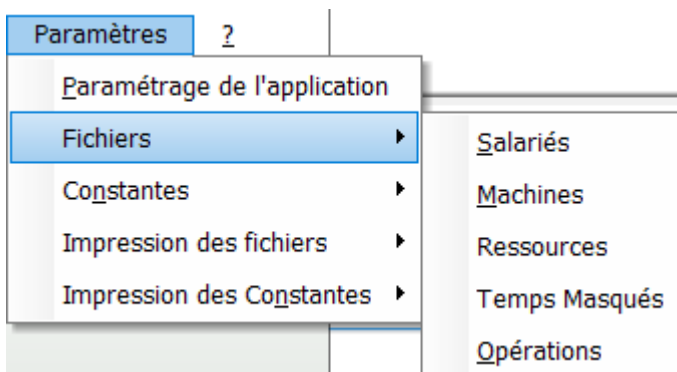 Paramètres ?
Paramétrage de l'application
Fichiers
Constantes
Impression des fichiers
Impression des Constantes
Salariés
Machines
Ressources
Temps Masqués
Opérations